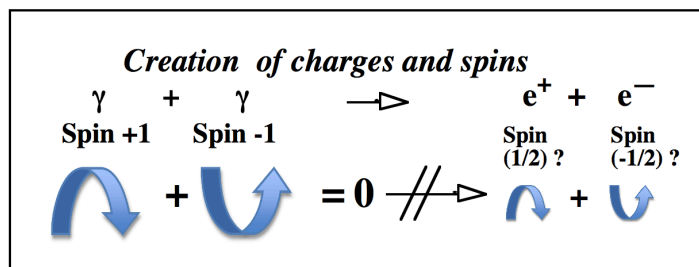 Creation of charges and spins
γ + γ → e⁺ + e⁻
Spin +1 Spin -1 Spin (1/2) ? Spin (-1/2) ?
+ = 0 +